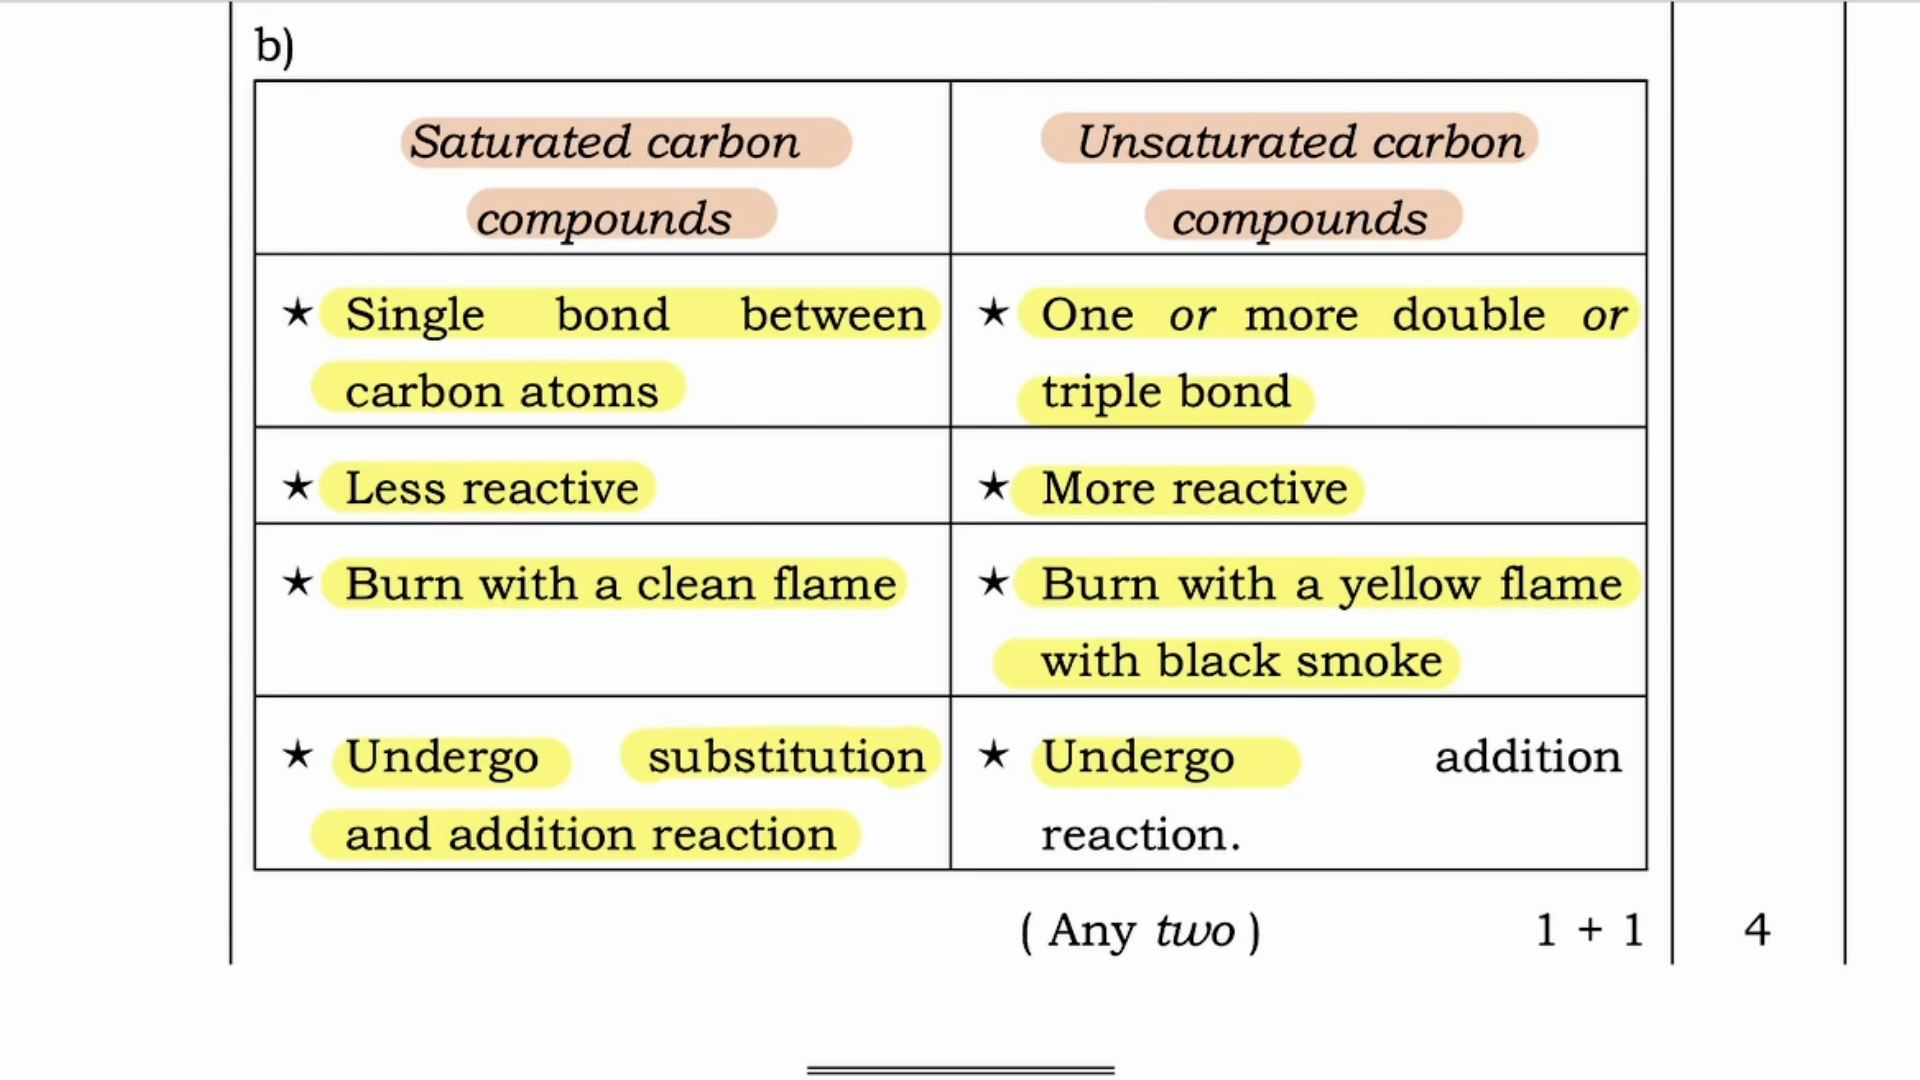 b)
Saturated carbon
compounds
Unsaturated carbon
compounds
★ Single bond between
carbon atoms
★ One or more double or
triple bond
★ Less reactive
★ More reactive
★ Burn with a clean flame
★ Burn with a yellow flame
with black smoke
★ Undergo substitution
and addition reaction
★ Undergo addition
reaction.
( Any two ) 1 + 1 4